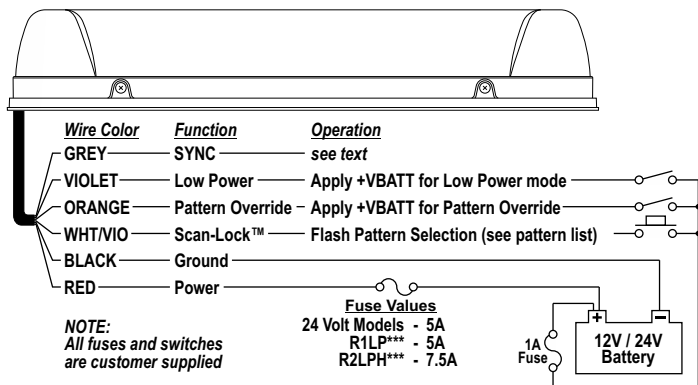 Wire Color Function Operation
GREY SYNC see text
VIOLET Low Power Apply +VBATT for Low Power mode
ORANGE Pattern Override Apply +VBATT for Pattern Override
WHT/VIO Scan-Lock™ Flash Pattern Selection (see pattern list)
BLACK Ground
RED Power
Fuse Values
24 Volt Models - 5A
R1LP*** - 5A
R2LPH*** - 7.5A
NOTE:
All fuses and switches
are customer supplied
1A
Fuse
+ −
12V / 24V
Battery